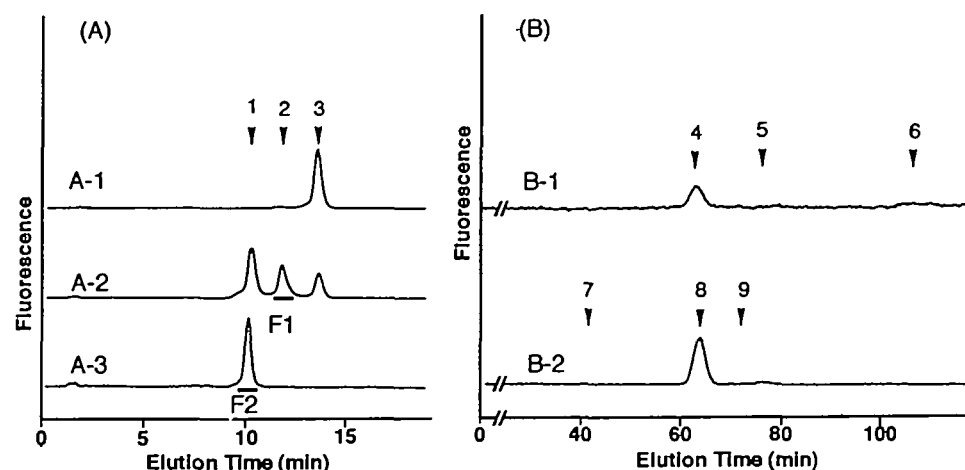 (A)
1 2 3
A-1
A-2
F1
A-3
F2
Fluorescence
0 5 10 15
Elution Time (min)
(B)
4 5 6
B-1
7 8 9
B-2
Fluorescence
0 40 60 80 100
Elution Time (min)